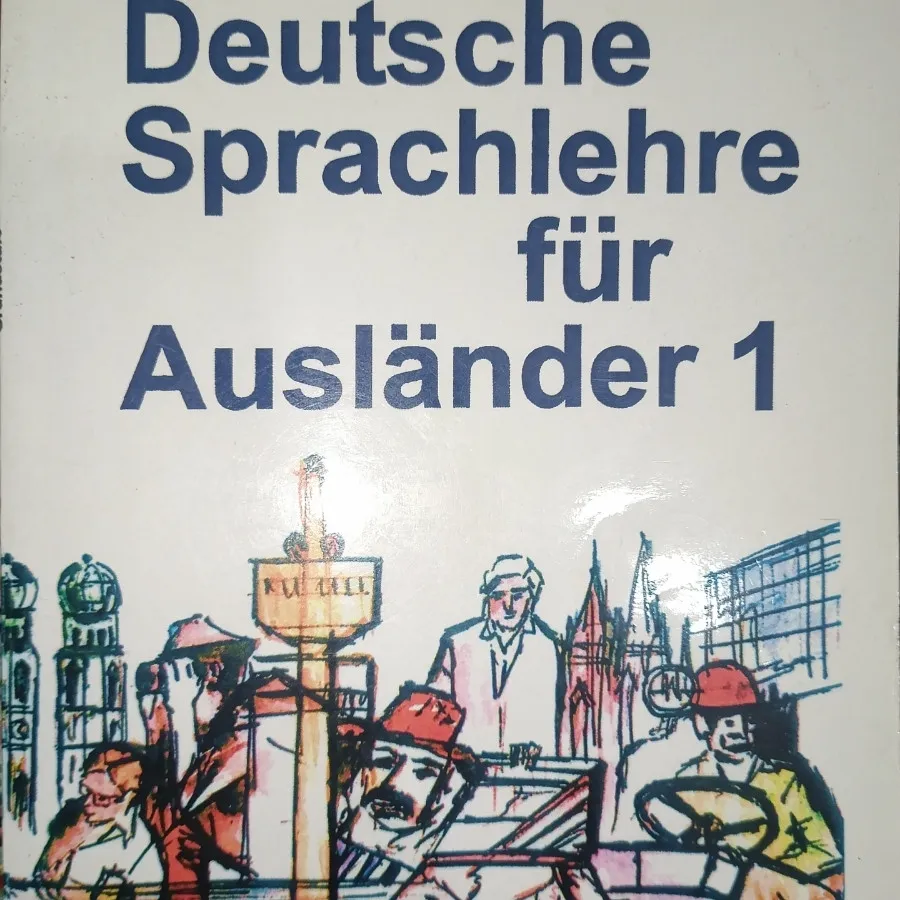 Deutsche
Sprachlehre
für
Ausländer 1